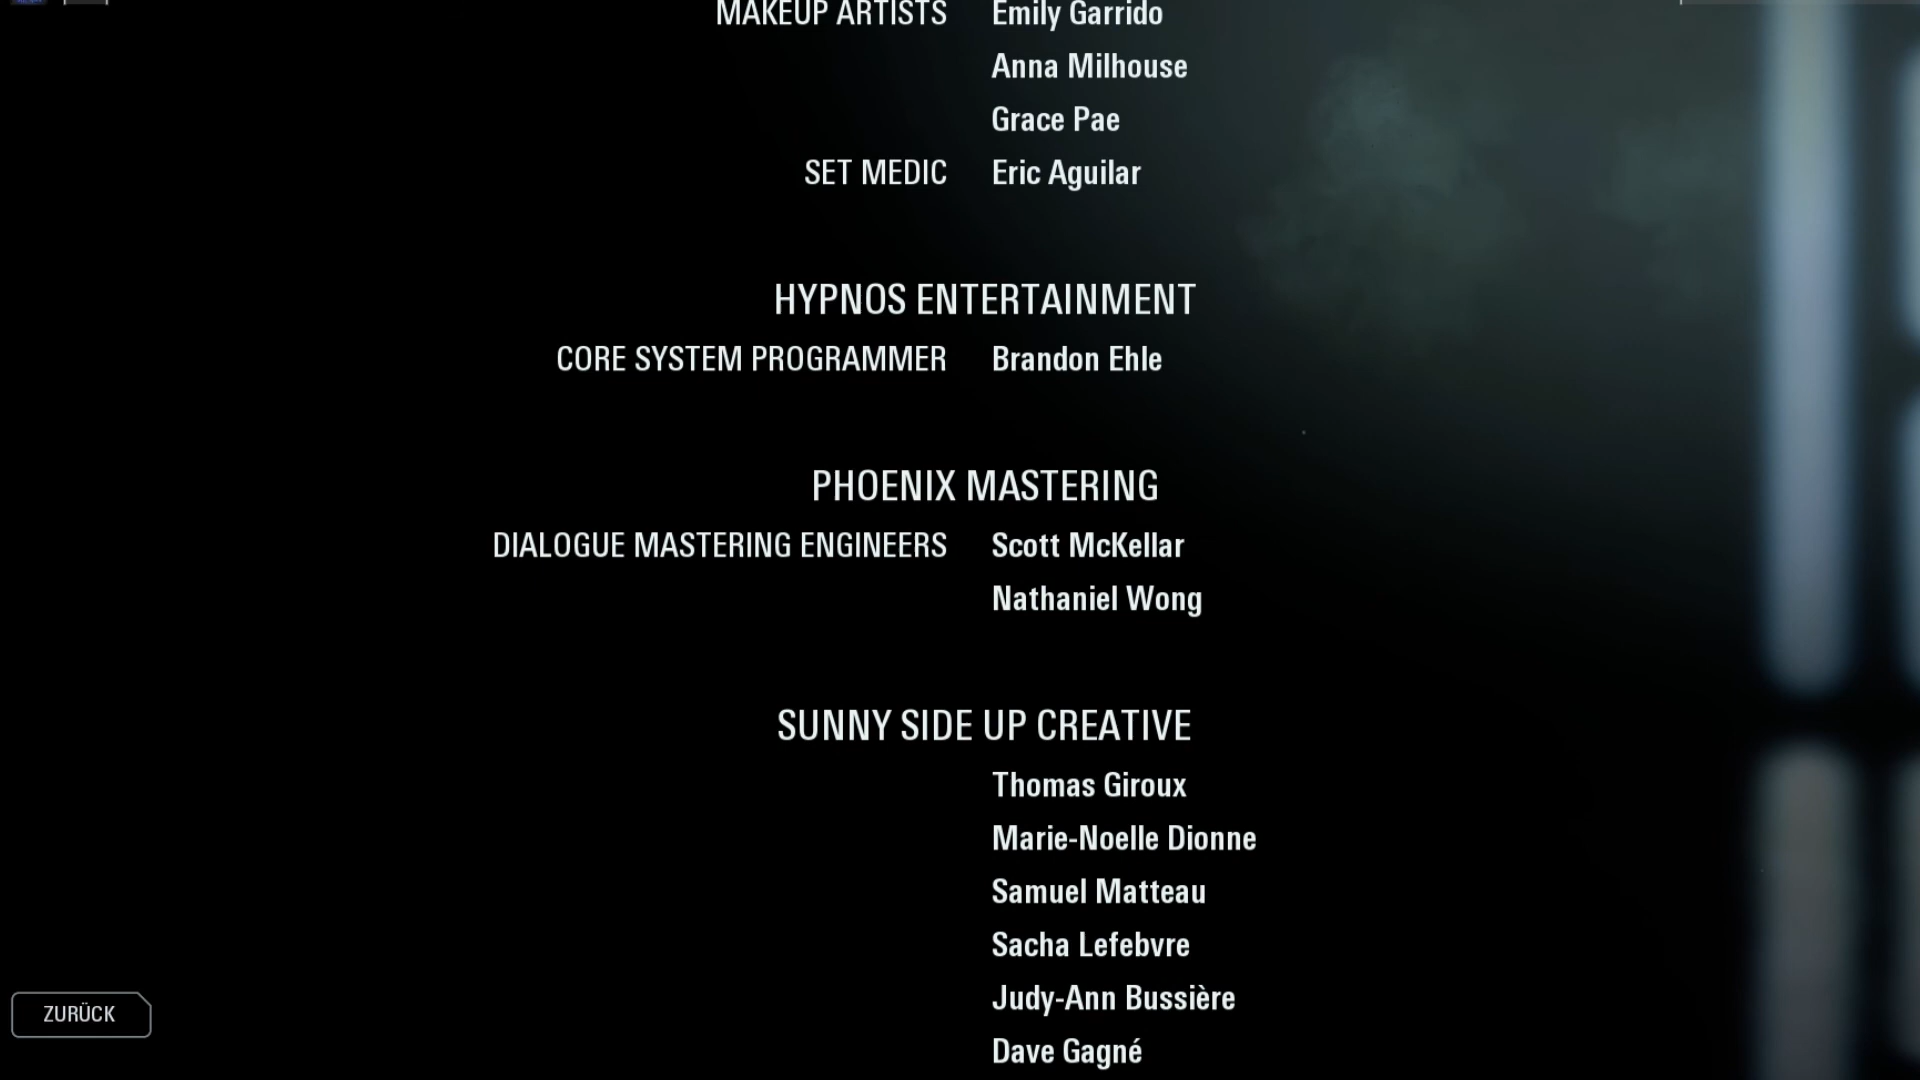 MAKEUP ARTISTS Emily Garrido
Anna Milhouse
Grace Pae
SET MEDIC Eric Aguilar
HYPNOS ENTERTAINMENT
CORE SYSTEM PROGRAMMER Brandon Ehle
PHOENIX MASTERING
DIALOGUE MASTERING ENGINEERS Scott McKellar
Nathaniel Wong
SUNNY SIDE UP CREATIVE
Thomas Giroux
Marie-Noelle Dionne
Samuel Matteau
Sacha Lefebvre
Judy-Ann Bussière
Dave Gagné
ZURÜCK